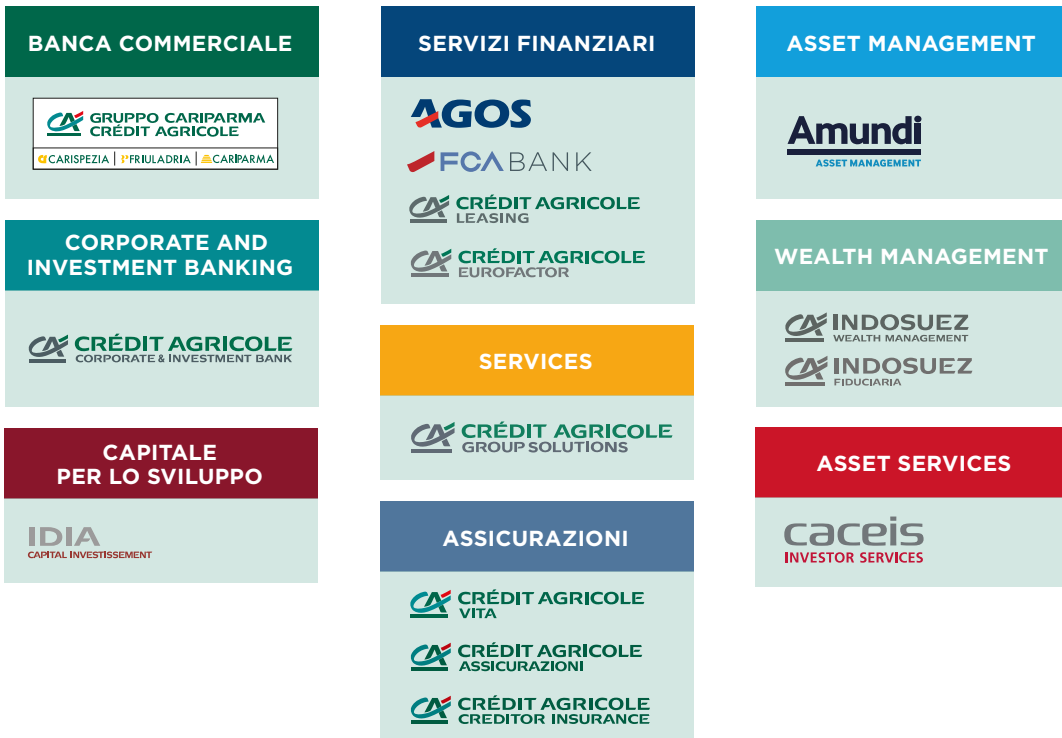 BANCA COMMERCIALE
GRUPPO CARIPARMA
CRÉDIT AGRICOLE
CARISPEZIA | FRIULADRIA | CARIPARMA
CORPORATE AND
INVESTMENT BANKING
CRÉDIT AGRICOLE
CORPORATE & INVESTMENT BANK
CAPITALE
PER LO SVILUPPO
IDIA
CAPITAL INVESTISSEMENT
SERVIZI FINANZIARI
AGOS
FCA BANK
CRÉDIT AGRICOLE
LEASING
CRÉDIT AGRICOLE
EUROFACTOR
SERVICES
CRÉDIT AGRICOLE
GROUP SOLUTIONS
ASSICURAZIONI
CRÉDIT AGRICOLE
VITA
CRÉDIT AGRICOLE
ASSICURAZIONI
CRÉDIT AGRICOLE
CREDITOR INSURANCE
ASSET MANAGEMENT
Amundi
ASSET MANAGEMENT
WEALTH MANAGEMENT
INDOSUEZ
WEALTH MANAGEMENT
INDOSUEZ
FIDUCIARIA
ASSET SERVICES
caceis
INVESTOR SERVICES